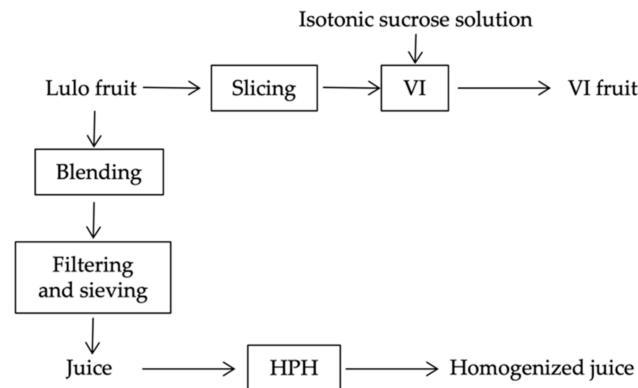 Isotonic sucrose solution
Lulo fruit
Slicing
VI
VI fruit
Blending
Filtering
and sieving
Juice
HPH
Homogenized juice